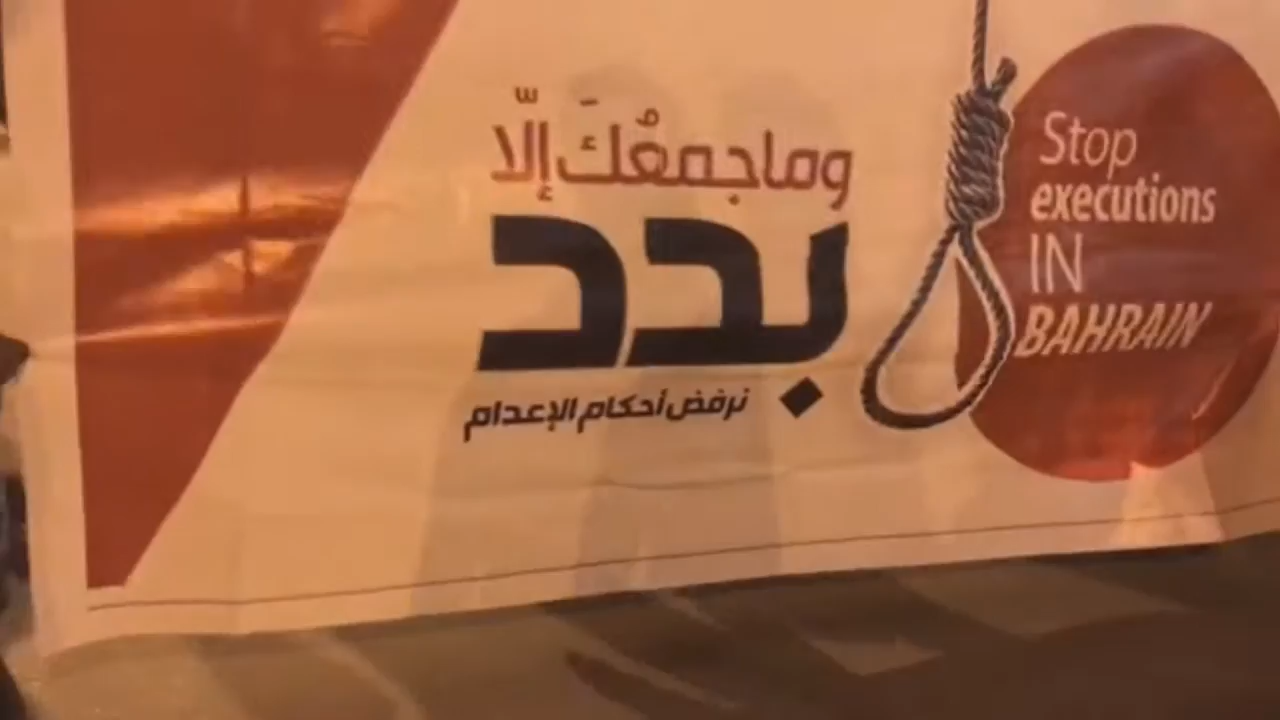 وماجمعُكَ إلّا
بدد
نرفض أحكام الإعدام
Stop
executions
IN
BAHRAIN